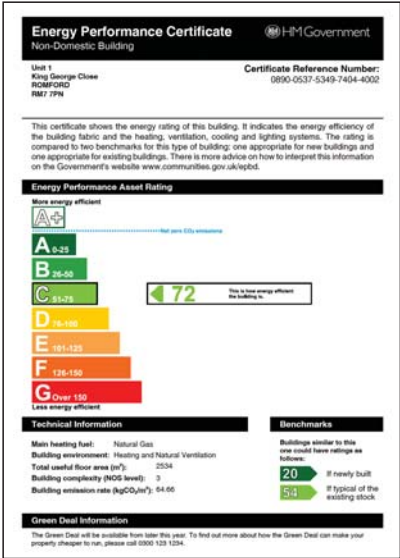 Energy Performance Certificate
HM Government
Non-Domestic Building
Unit 1
King George Close
ROMFORD
RM7 7PN
Certificate Reference Number:
0890-0537-5349-7404-4002
This certificate shows the energy rating of this building. It indicates the energy efficiency of
the building fabric and the heating, ventilation, cooling and lighting systems. The rating is
compared to two benchmarks for this type of building: one appropriate for new buildings and
one appropriate for existing buildings. There is more advice on how to interpret this information
on the Government's website www.communities.gov.uk/epbd.
Energy Performance Asset Rating
More energy efficient
A+
Net zero CO₂ emissions
A 0-25
B 26-50
C 51-75
72 This is how energy efficient
the building is.
D 76-100
E 101-125
F 126-150
G Over 150
Less energy efficient
Technical Information
Main heating fuel: Natural Gas
Building environment: Heating and Natural Ventilation
Total useful floor area (m²): 2534
Building complexity (NOS level): 3
Building emission rate (kgCO₂/m²): 64.66
Benchmarks
Buildings similar to this
one could have ratings as
follows:
20 If newly built
54 If typical of the
existing stock
Green Deal Information
The Green Deal will be available from later this year. To find out more about how the Green Deal can make your
property cheaper to run, please call 0300 123 1234.